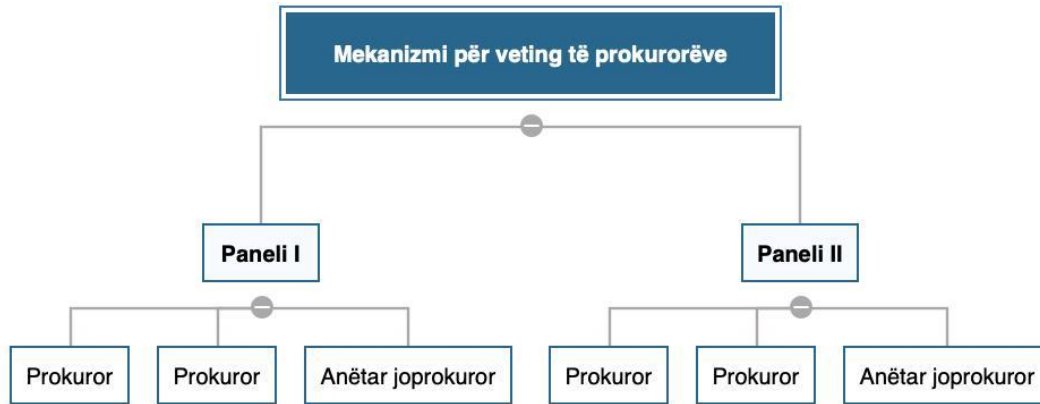 Mekanizmi për veting të prokurorëve
Paneli I
Paneli II
Prokuror
Prokuror
Anëtar joprokuror
Prokuror
Prokuror
Anëtar joprokuror